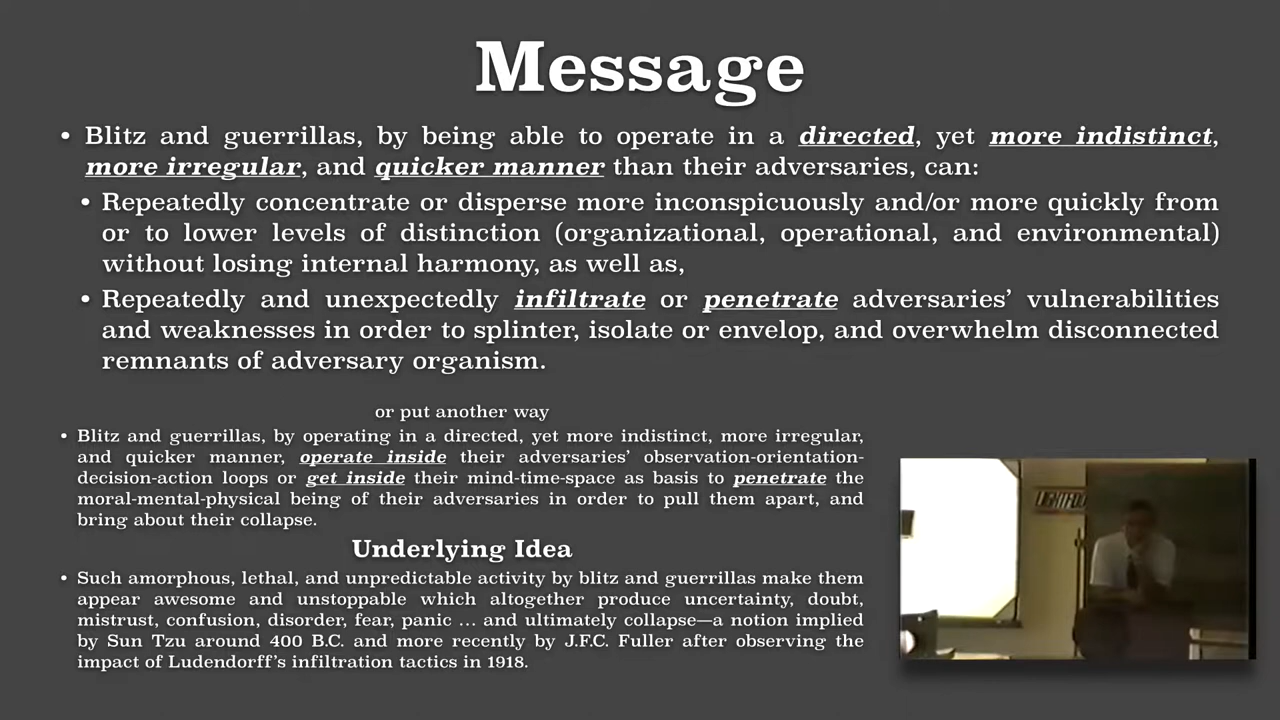 Message
• Blitz and guerrillas, by being able to operate in a directed, yet more indistinct,
more irregular, and quicker manner than their adversaries, can:
• Repeatedly concentrate or disperse more inconspicuously and/or more quickly from
or to lower levels of distinction (organizational, operational, and environmental)
without losing internal harmony, as well as,
• Repeatedly and unexpectedly infiltrate or penetrate adversaries’ vulnerabilities
and weaknesses in order to splinter, isolate or envelop, and overwhelm disconnected
remnants of adversary organism.
or put another way
• Blitz and guerrillas, by operating in a directed, yet more indistinct, more irregular,
and quicker manner, operate inside their adversaries’ observation-orientation-
decision-action loops or get inside their mind-time-space as basis to penetrate the
moral-mental-physical being of their adversaries in order to pull them apart, and
bring about their collapse.
Underlying Idea
• Such amorphous, lethal, and unpredictable activity by blitz and guerrillas make them
appear awesome and unstoppable which altogether produce uncertainty, doubt,
mistrust, confusion, disorder, fear, panic … and ultimately collapse—a notion implied
by Sun Tzu around 400 B.C. and more recently by J.F.C. Fuller after observing the
impact of Ludendorff’s infiltration tactics in 1918.